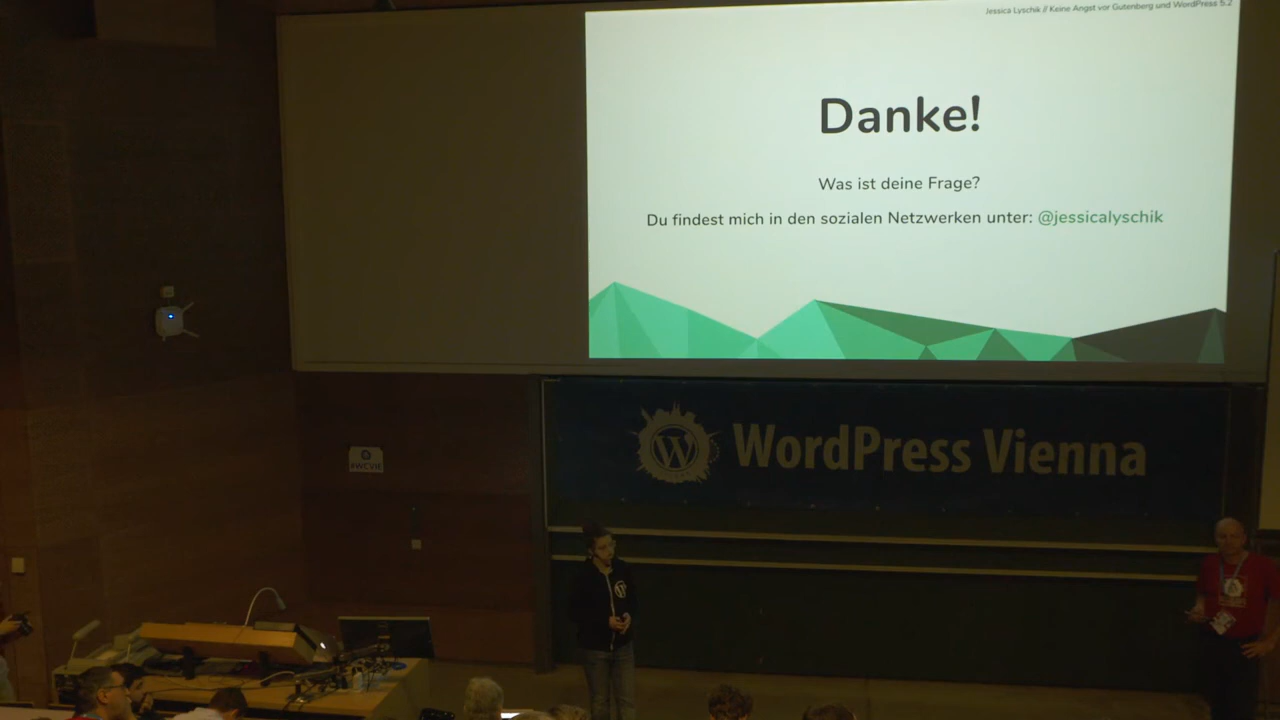 Jessica Lyschik // Keine Angst vor Gutenberg und WordPress 5.2
Danke!
Was ist deine Frage?
Du findest mich in den sozialen Netzwerken unter: @jessicalyschik
WordPress Vienna
#WCVIE